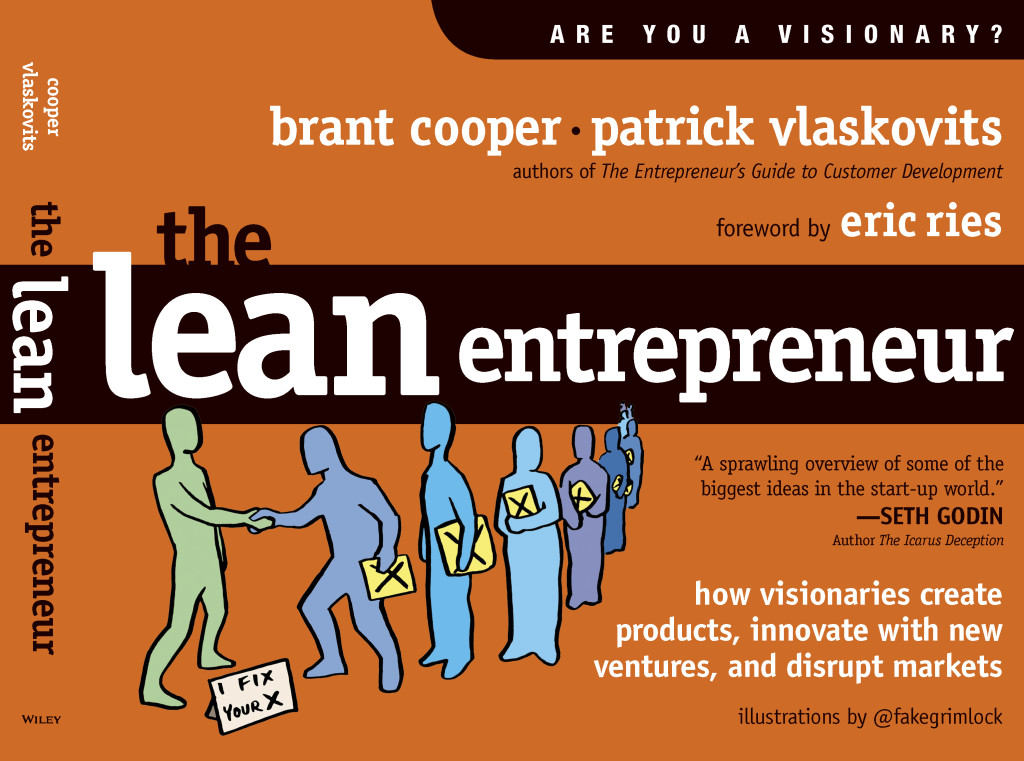 ARE YOU A VISIONARY?
brant cooper • patrick vlaskovits
authors of The Entrepreneur's Guide to Customer Development
foreword by eric ries
the
lean entrepreneur
"A sprawling overview of some of the
biggest ideas in the start-up world."
—SETH GODIN
Author The Icarus Deception
how visionaries create
products, innovate with new
ventures, and disrupt markets
illustrations by @fakegrimlock
I FIX
YOUR X
X
X
X
X
cooper
vlaskovits
the lean entrepreneur
WILEY